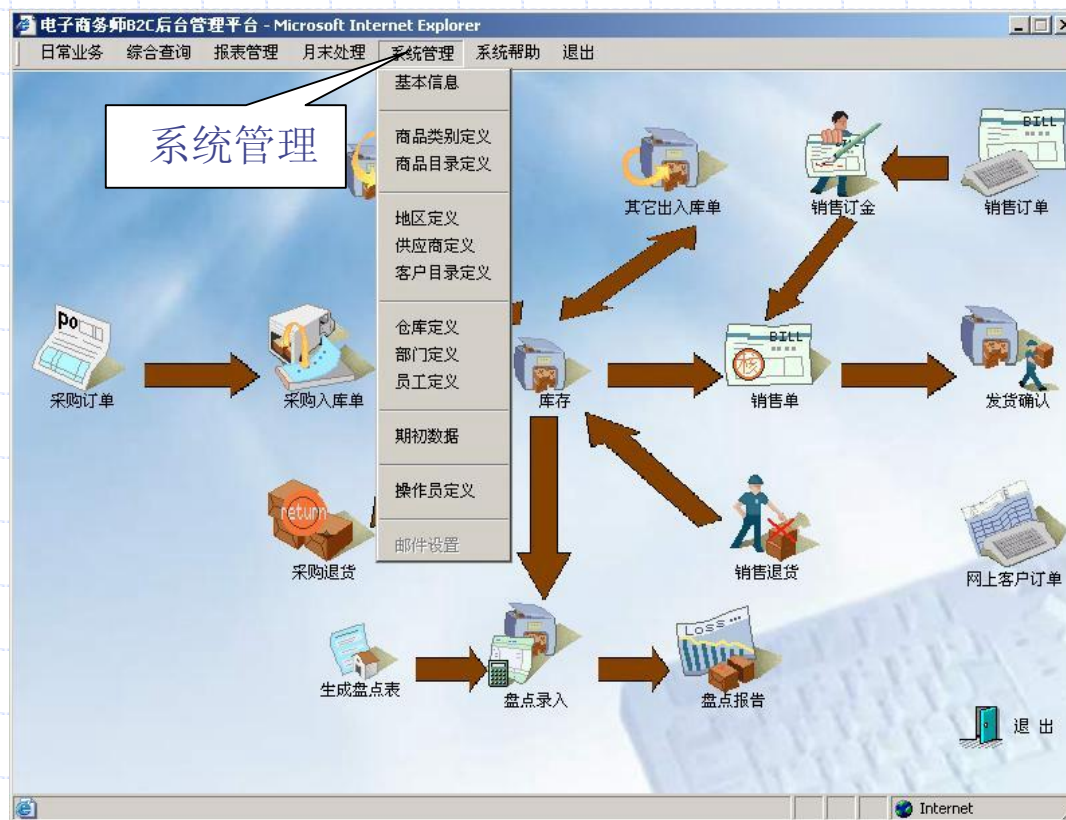 电子商务师B2C后台管理平台 - Microsoft Internet Explorer
日常业务 综合查询 报表管理 月末处理 系统管理 系统帮助 退出
系统管理
基本信息
商品类别定义
商品目录定义
地区定义
供应商定义
客户目录定义
仓库定义
部门定义
员工定义
期初数据
操作员定义
邮件设置
BILL
其它出入库单
销售订金
销售订单
PO
BILL
核
采购订单
采购入库单
库存
销售单
发货确认
return
采购退货
销售退货
网上客户订单
LOSS
生成盘点表
盘点录入
盘点报告
退 出
Internet